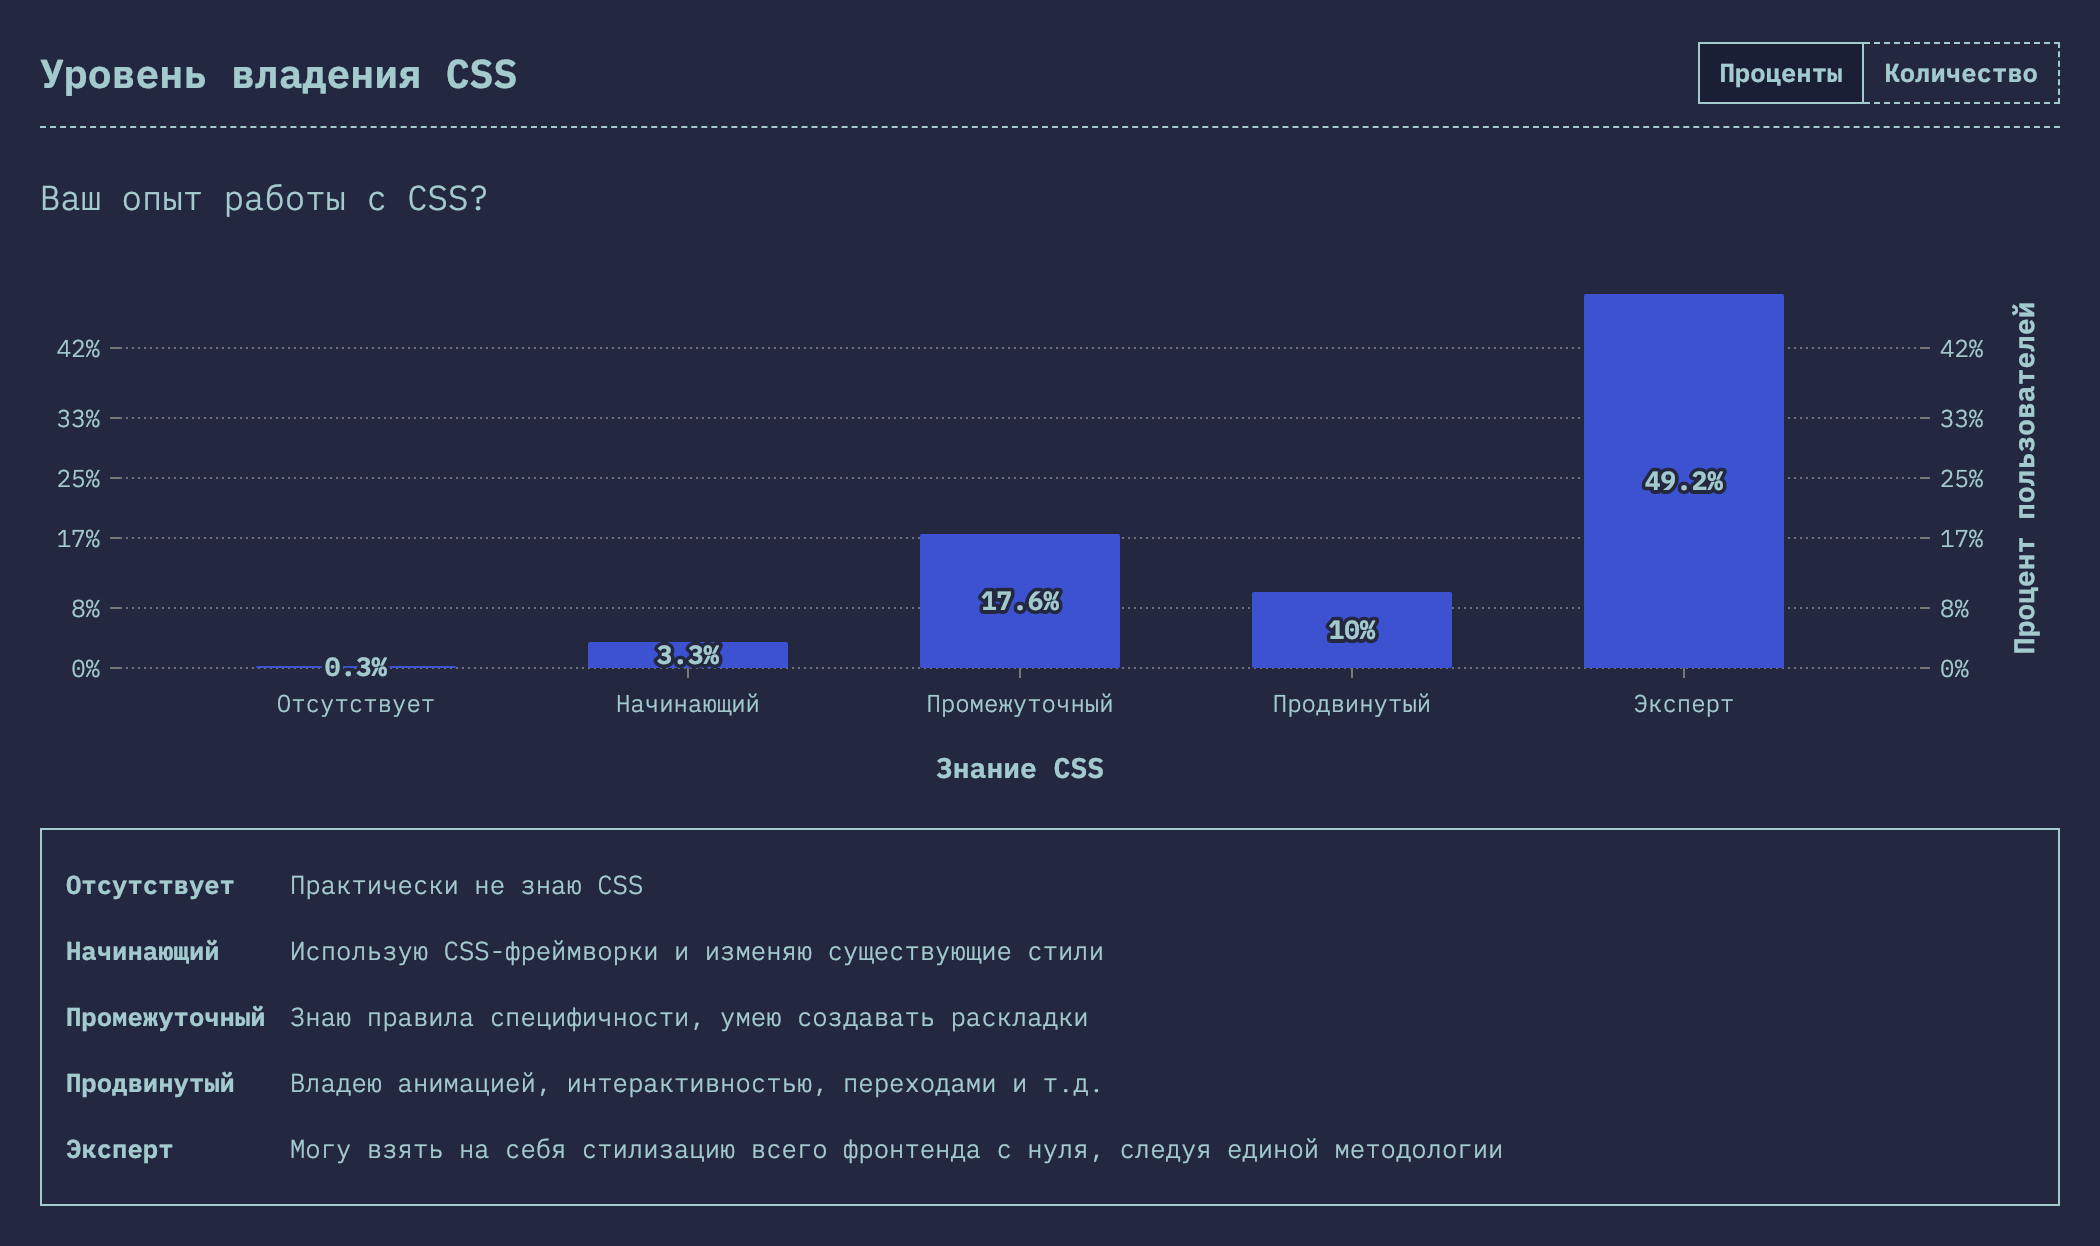 Уровень владения CSS
Проценты Количество
Ваш опыт работы с CSS?
42% 42%
33% 33%
25% 25%
17% 17%
8% 8%
0% 0%
0.3% 3.3% 17.6% 10% 49.2%
Отсутствует Начинающий Промежуточный Продвинутый Эксперт
Процент пользователей
Знание CSS
Отсутствует Практически не знаю CSS
Начинающий Использую CSS-фреймворки и изменяю существующие стили
Промежуточный Знаю правила специфичности, умею создавать раскладки
Продвинутый Владею анимацией, интерактивностью, переходами и т.д.
Эксперт Могу взять на себя стилизацию всего фронтенда с нуля, следуя единой методологии